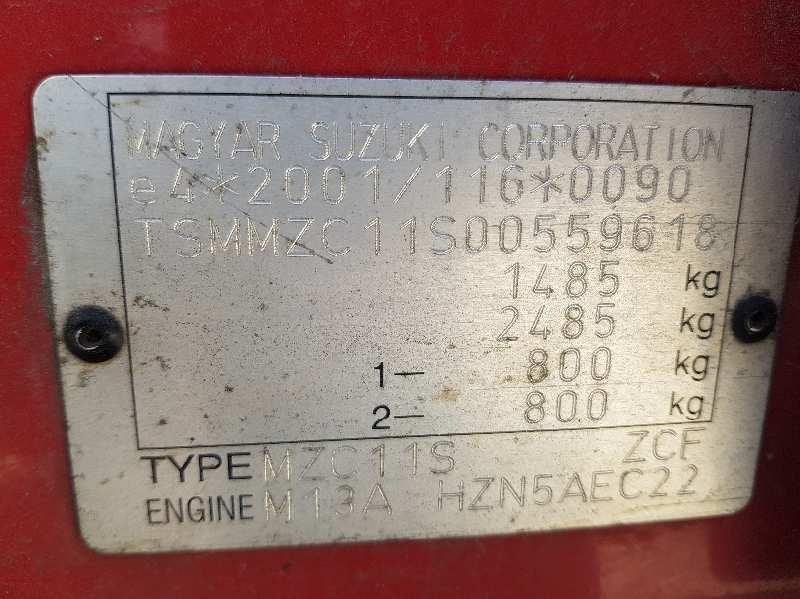 MAGYAR SUZUKI CORPORATION
e4*2001/116*0090
TSMMZC11S00559618
1485 kg
2485 kg
1- 800 kg
2- 800 kg
TYPE MZC11S ZCF
ENGINE M13A HZN5AEC22